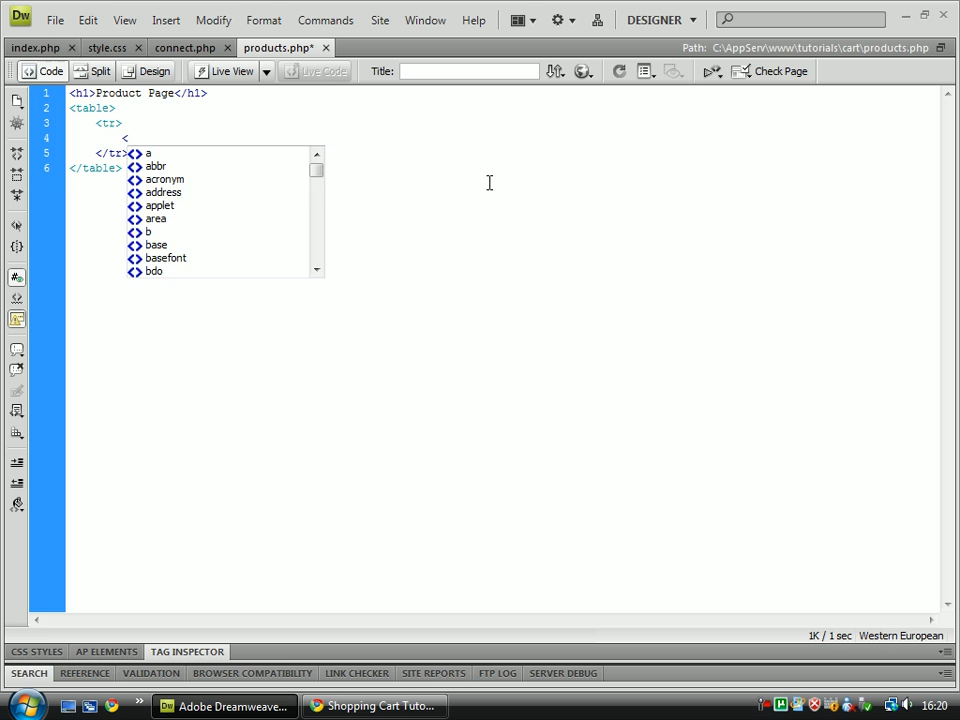 Dw File Edit View Insert Modify Format Commands Site Window Help DESIGNER
index.php style.css connect.php products.php* Path: C:\AppServ\www\tutorials\cart\products.php
Code Split Design Live View Live Code Title: Check Page
1 <h1>Product Page</h1>
2 <table>
3 <tr>
4 <
5 </tr>
6 </table>
a
abbr
acronym
address
applet
area
b
base
basefont
bdo
1K / 1 sec Western European
CSS STYLES AP ELEMENTS TAG INSPECTOR
SEARCH REFERENCE VALIDATION BROWSER COMPATIBILITY LINK CHECKER SITE REPORTS FTP LOG SERVER DEBUG
» Dw Adobe Dreamweave... Shopping Cart Tuto... 16:20